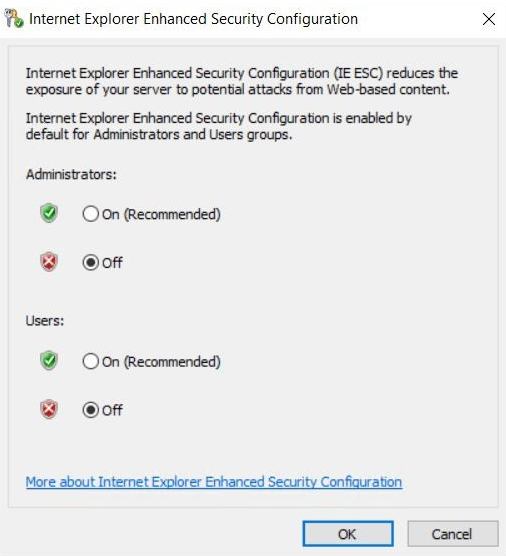 Internet Explorer Enhanced Security Configuration
Internet Explorer Enhanced Security Configuration (IE ESC) reduces the
exposure of your server to potential attacks from Web-based content.
Internet Explorer Enhanced Security Configuration is enabled by
default for Administrators and Users groups.
Administrators:
On (Recommended)
Off
Users:
On (Recommended)
Off
More about Internet Explorer Enhanced Security Configuration
OK
Cancel